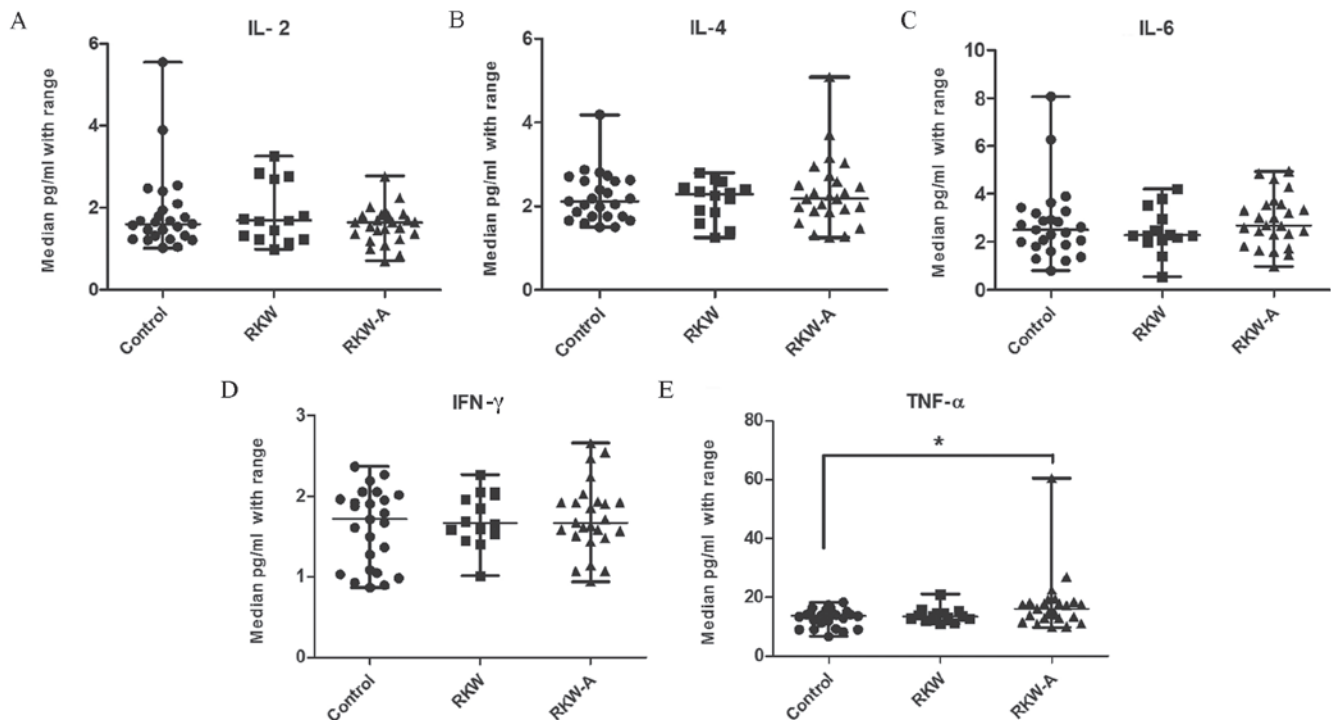 A
IL- 2
Median pg/ml with range
6
4
2
0
Control
RKW
RKW-A
B
IL-4
Median pg/ml with range
6
4
2
0
Control
RKW
RKW-A
C
IL-6
Median pg/ml with range
10
8
6
4
2
0
Control
RKW
RKW-A
D
IFN-γ
Median pg/ml with range
3
2
1
0
Control
RKW
RKW-A
E
TNF-α
Median pg/ml with range
80
60
40
20
0
*
Control
RKW
RKW-A